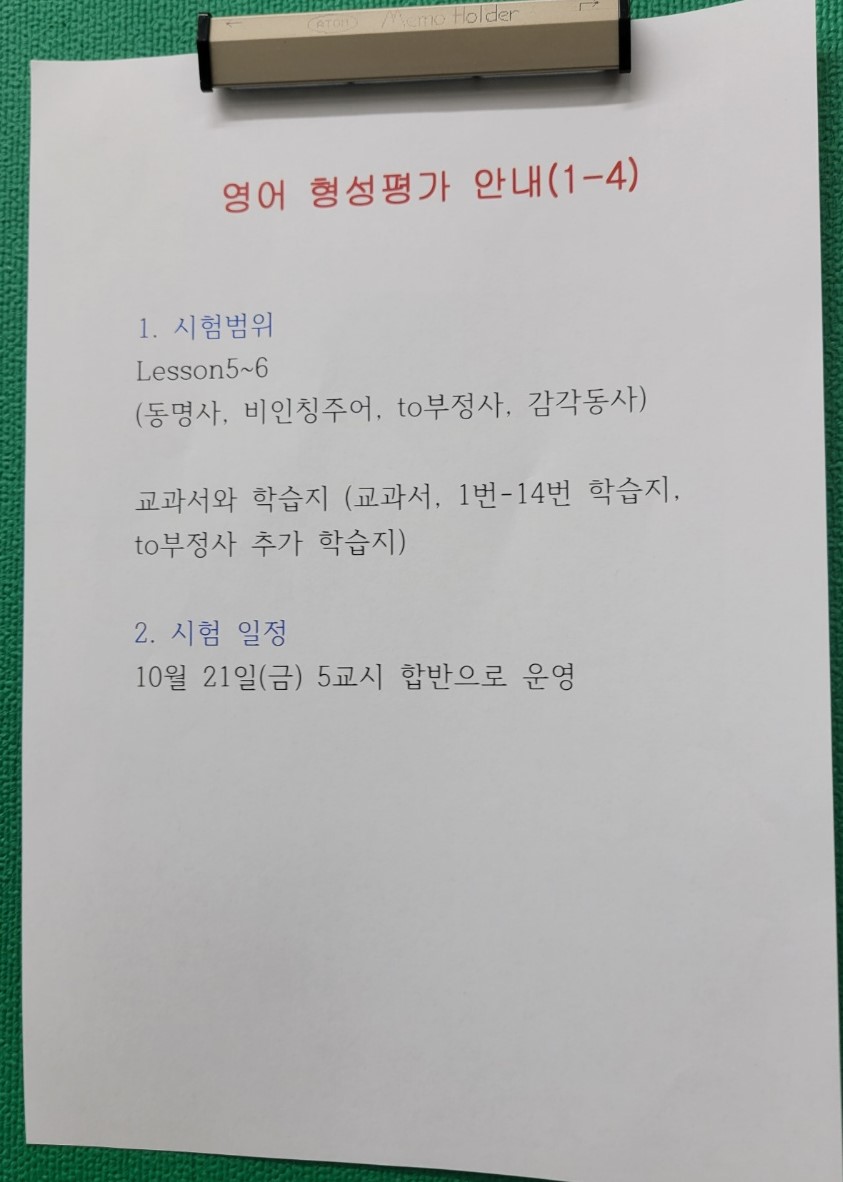 ATOM Memo Holder
영어 형성평가 안내(1-4)
1. 시험범위
Lesson5~6
(동명사, 비인칭주어, to부정사, 감각동사)
교과서와 학습지 (교과서, 1번-14번 학습지,
to부정사 추가 학습지)
2. 시험 일정
10월 21일(금) 5교시 합반으로 운영